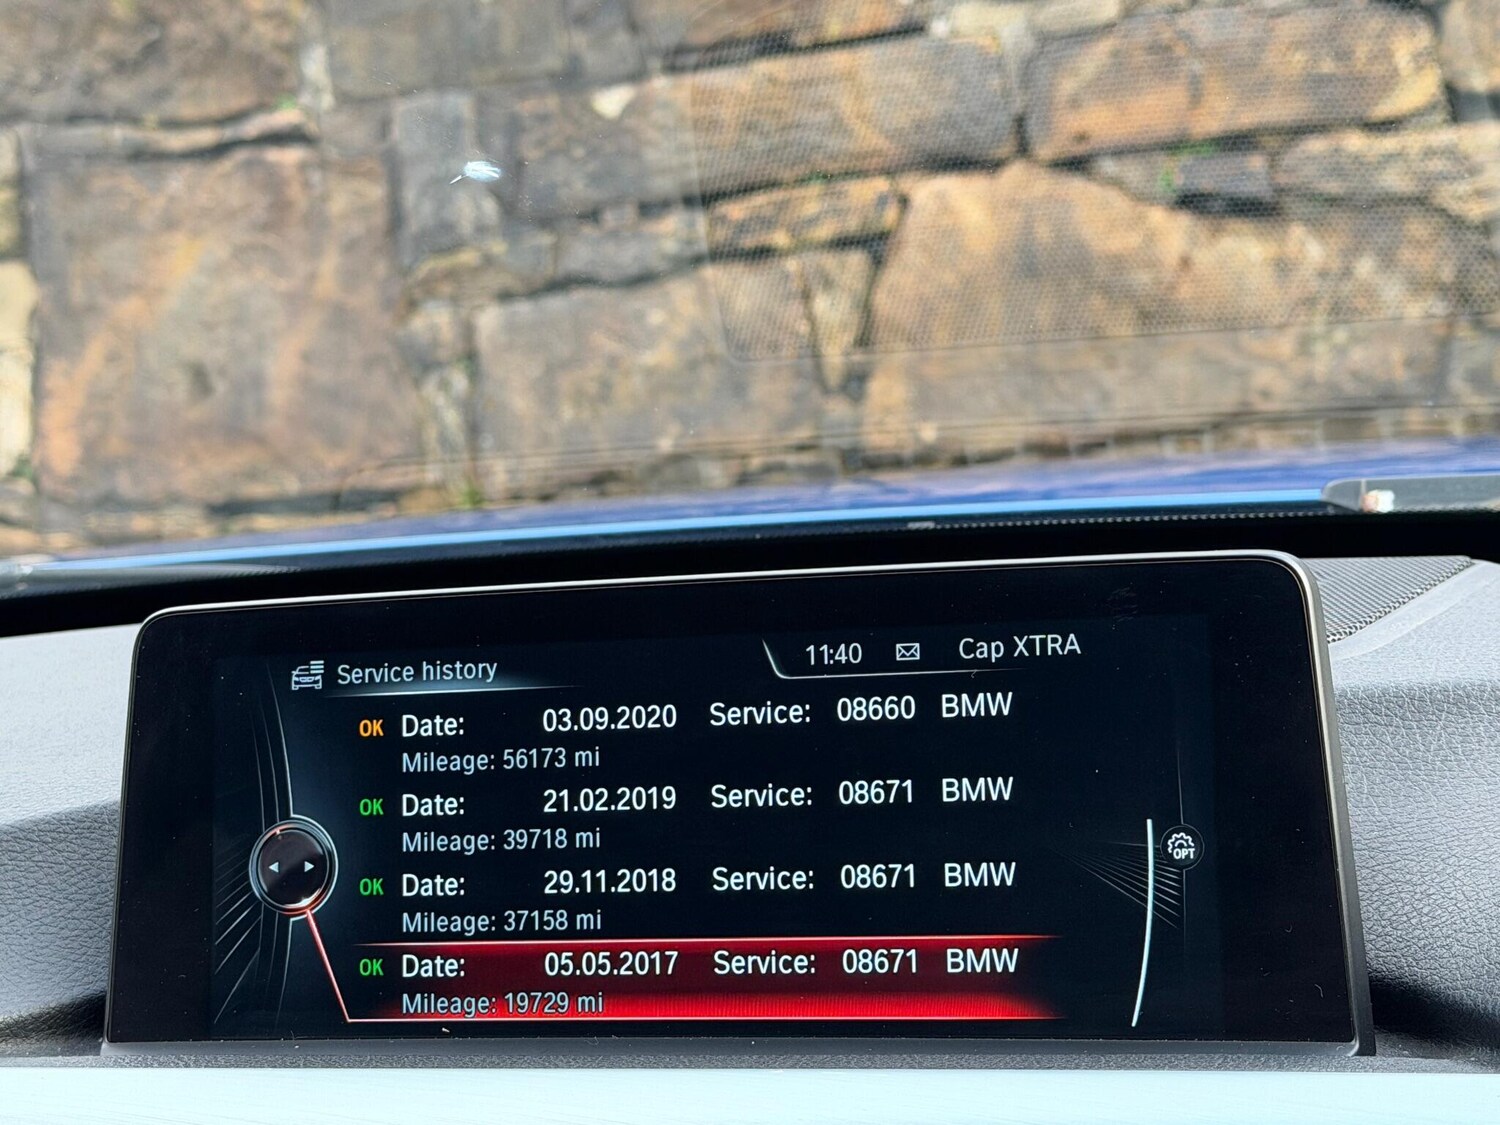 Service history
11:40 Cap XTRA
OK Date: 03.09.2020 Service: 08660 BMW
Mileage: 56173 mi
OK Date: 21.02.2019 Service: 08671 BMW
Mileage: 39718 mi
OK Date: 29.11.2018 Service: 08671 BMW
Mileage: 37158 mi
OPT
OK Date: 05.05.2017 Service: 08671 BMW
Mileage: 19729 mi